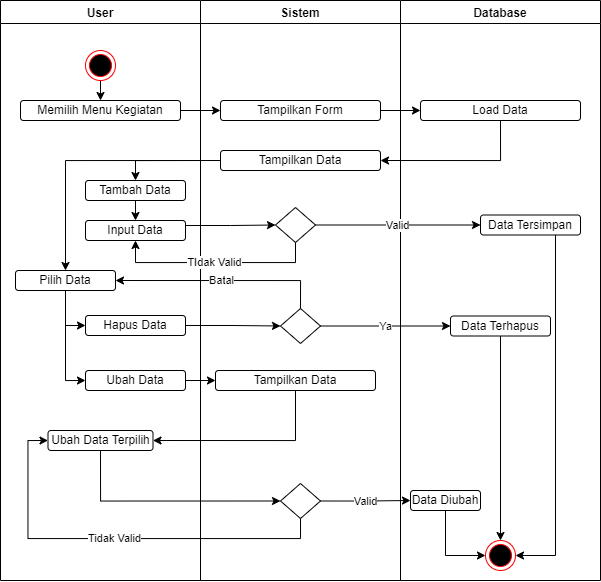 User
Sistem
Database
Memilih Menu Kegiatan
Tampilkan Form
Load Data
Tampilkan Data
Tambah Data
Input Data
Valid
Data Tersimpan
TIdak Valid
Pilih Data
Batal
Hapus Data
Ya
Data Terhapus
Ubah Data
Tampilkan Data
Ubah Data Terpilih
Valid
Data Diubah
Tidak Valid